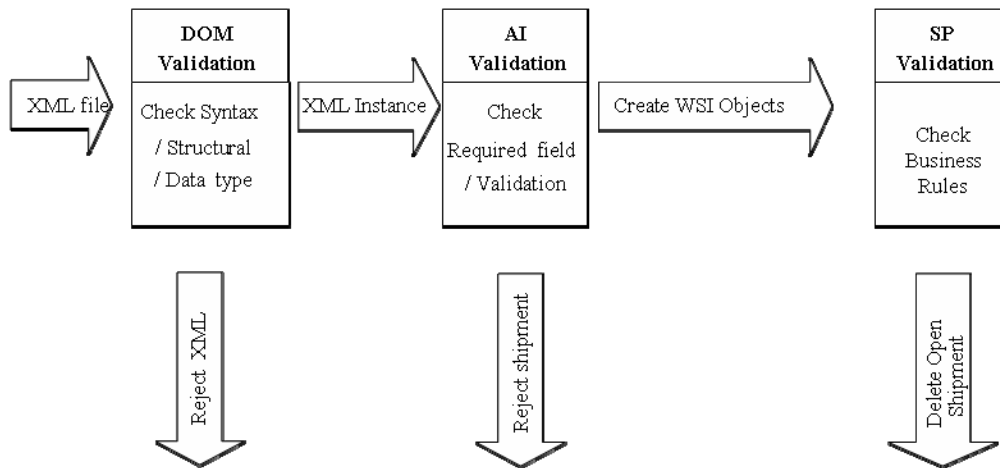 DOM
Validation
AI
Validation
SP
Validation
XML file
Check Syntax
/ Structural
/ Data type
XML Instance
Check
Required field
/ Validation
Create WSI Objects
Check
Business
Rules
Reject XML
Reject shipment
Delete Open
Shipment